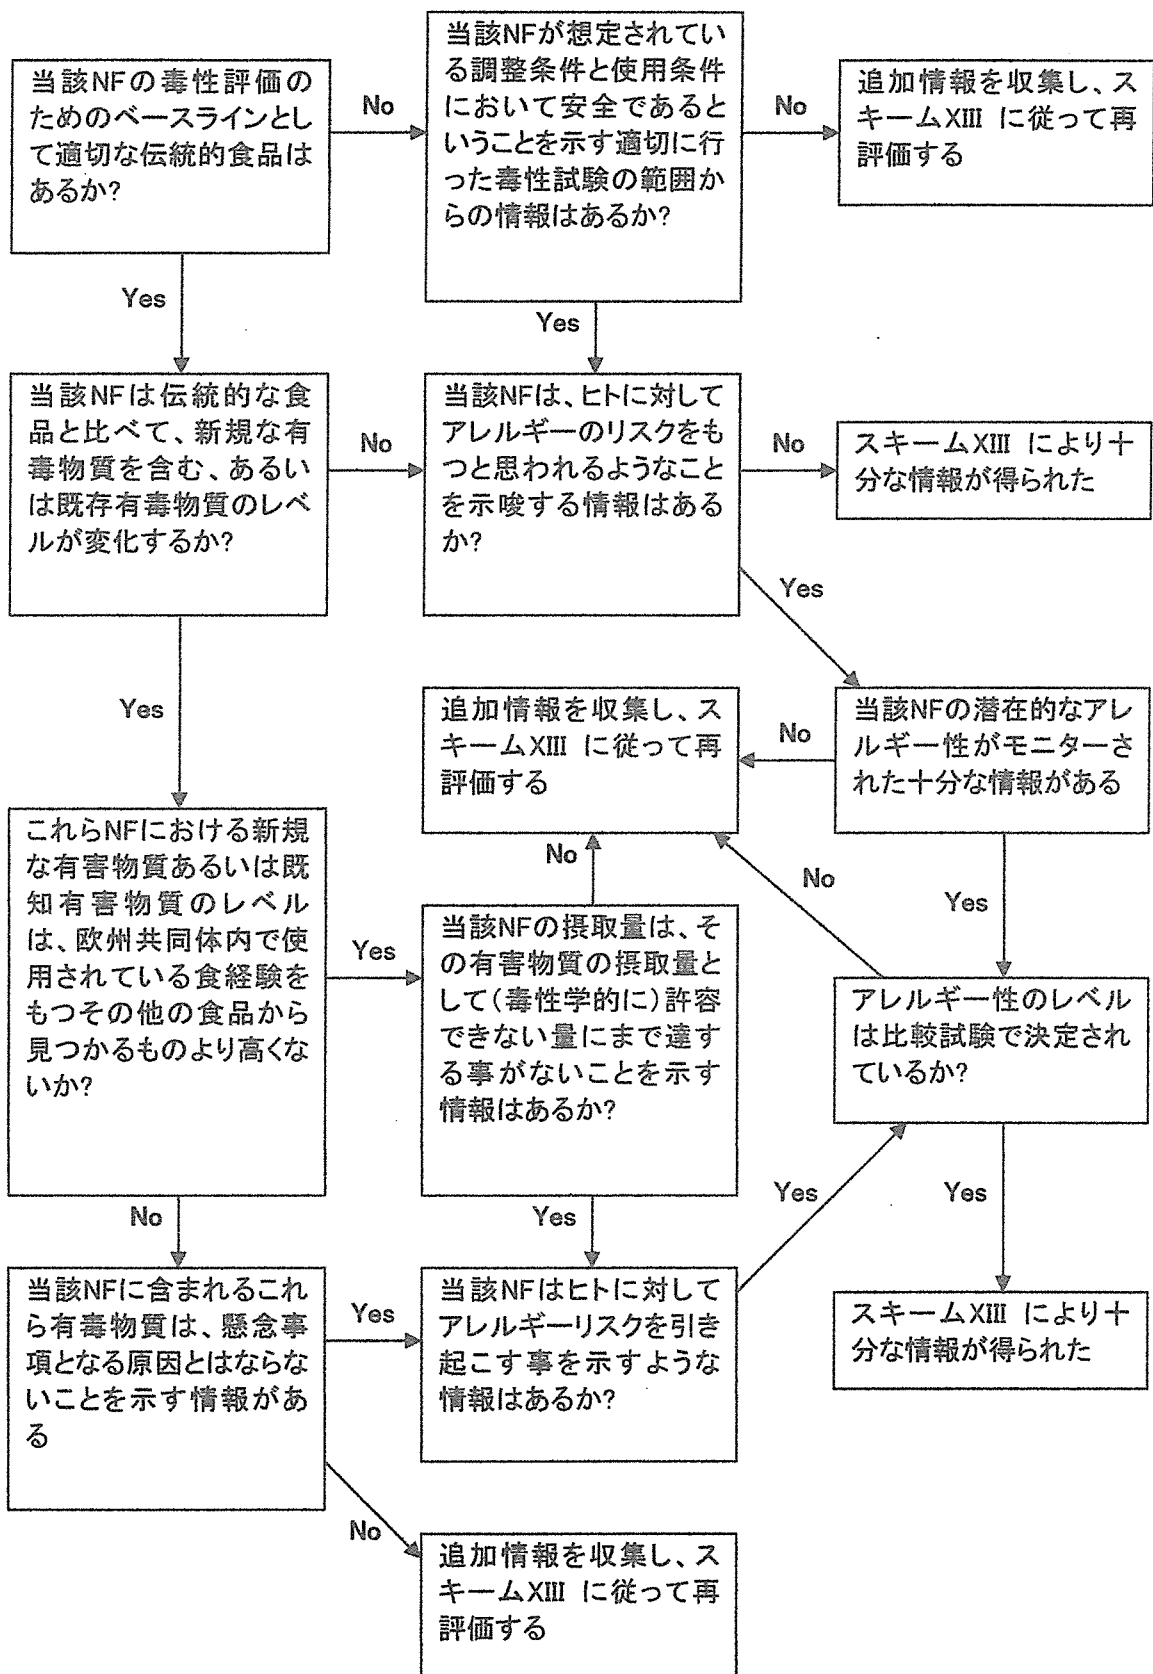 当該NFの毒性評価の
ためのベースラインとし
て適切な伝統的食品は
あるか?
No
当該NFが想定されてい
る調整条件と使用条件
において安全であると
いうことを示す適切に行
った毒性試験の範囲か
らの情報はあるか?
No
追加情報を収集し、ス
キームXIII に従って再
評価する
Yes
Yes
当該NFは伝統的な食
品と比べて、新規な有
毒物質を含む、あるい
は既存有毒物質のレベ
ルが変化するか?
No
当該NFは、ヒトに対して
アレルギーのリスクをも
つと思われるようなこと
を示唆する情報はある
か?
No
スキームXIII により十
分な情報が得られた
Yes
Yes
追加情報を収集し、ス
キームXIII に従って再
評価する
No
当該NFの潜在的なアレ
ルギー性がモニターさ
れた十分な情報がある
これらNFにおける新規
な有害物質あるいは既
知有害物質のレベル
は、欧州共同体内で使
用されている食経験を
もつその他の食品から
見つかるものより高くな
いか?
Yes
No
No
Yes
当該NFの摂取量は、そ
の有害物質の摂取量と
して(毒性学的に)許容
できない量にまで達す
る事がないことを示す
情報はあるか?
アレルギー性のレベル
は比較試験で決定され
ているか?
No
Yes
Yes
Yes
当該NFに含まれるこれ
ら有毒物質は、懸念事
項となる原因とはならな
いことを示す情報があ
る
Yes
当該NFはヒトに対して
アレルギーリスクを引き
起こす事を示すような
情報はあるか?
スキームXIII により十
分な情報が得られた
No
追加情報を収集し、ス
キームXIII に従って再
評価する